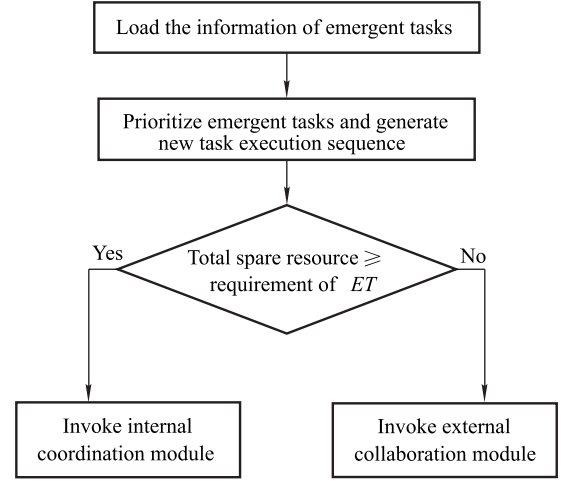 Load the information of emergent tasks
Prioritize emergent tasks and generate
new task execution sequence
Yes
No
Total spare resource ⩾
requirement of ET
Invoke internal
coordination module
Invoke external
collaboration module